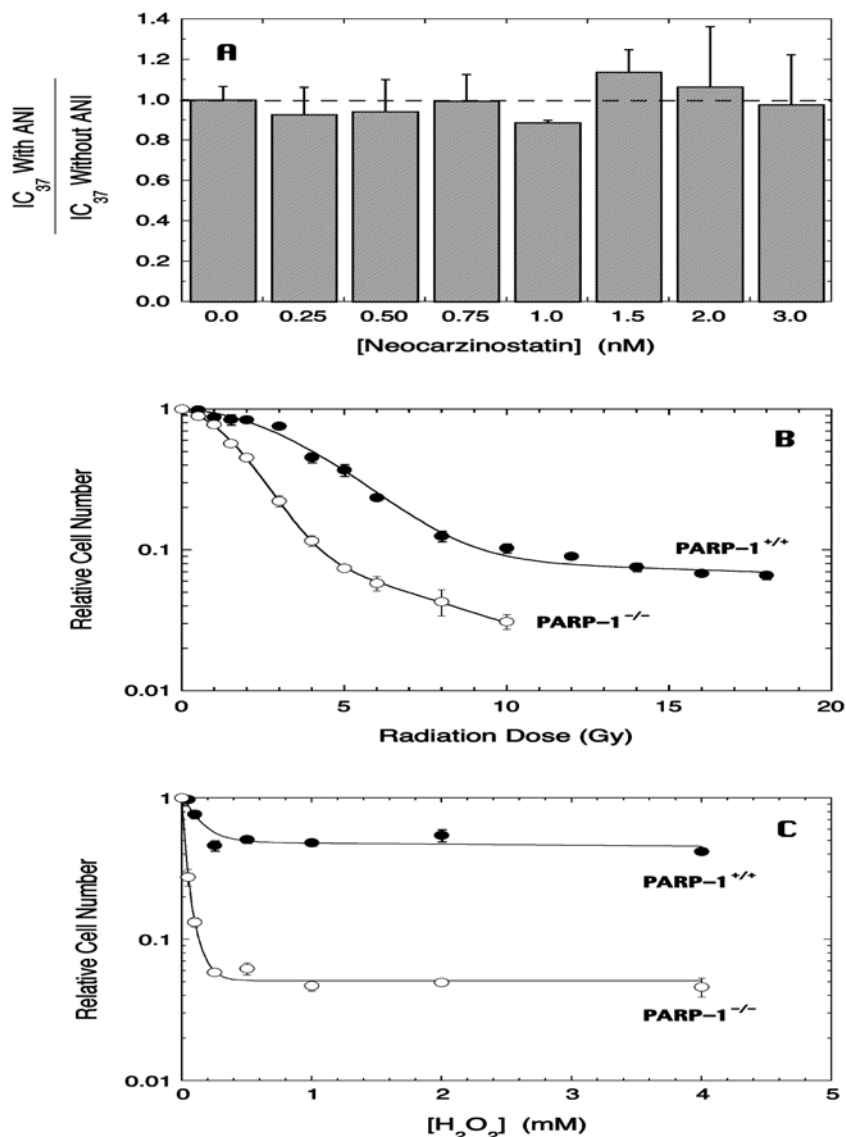 A
IC37 With ANI
IC37 Without ANI
1.4
1.2
1.0
0.8
0.6
0.4
0.2
0.0
0.0 0.25 0.50 0.75 1.0 1.5 2.0 3.0
[Neocarzinostatin] (nM)
B
Relative Cell Number
1
0.1
0.01
PARP-1+/+
PARP-1-/-
0 5 10 15 20
Radiation Dose (Gy)
C
Relative Cell Number
1
0.1
0.01
PARP-1+/+
PARP-1-/-
0 1 2 3 4 5
[H2O2] (mM)